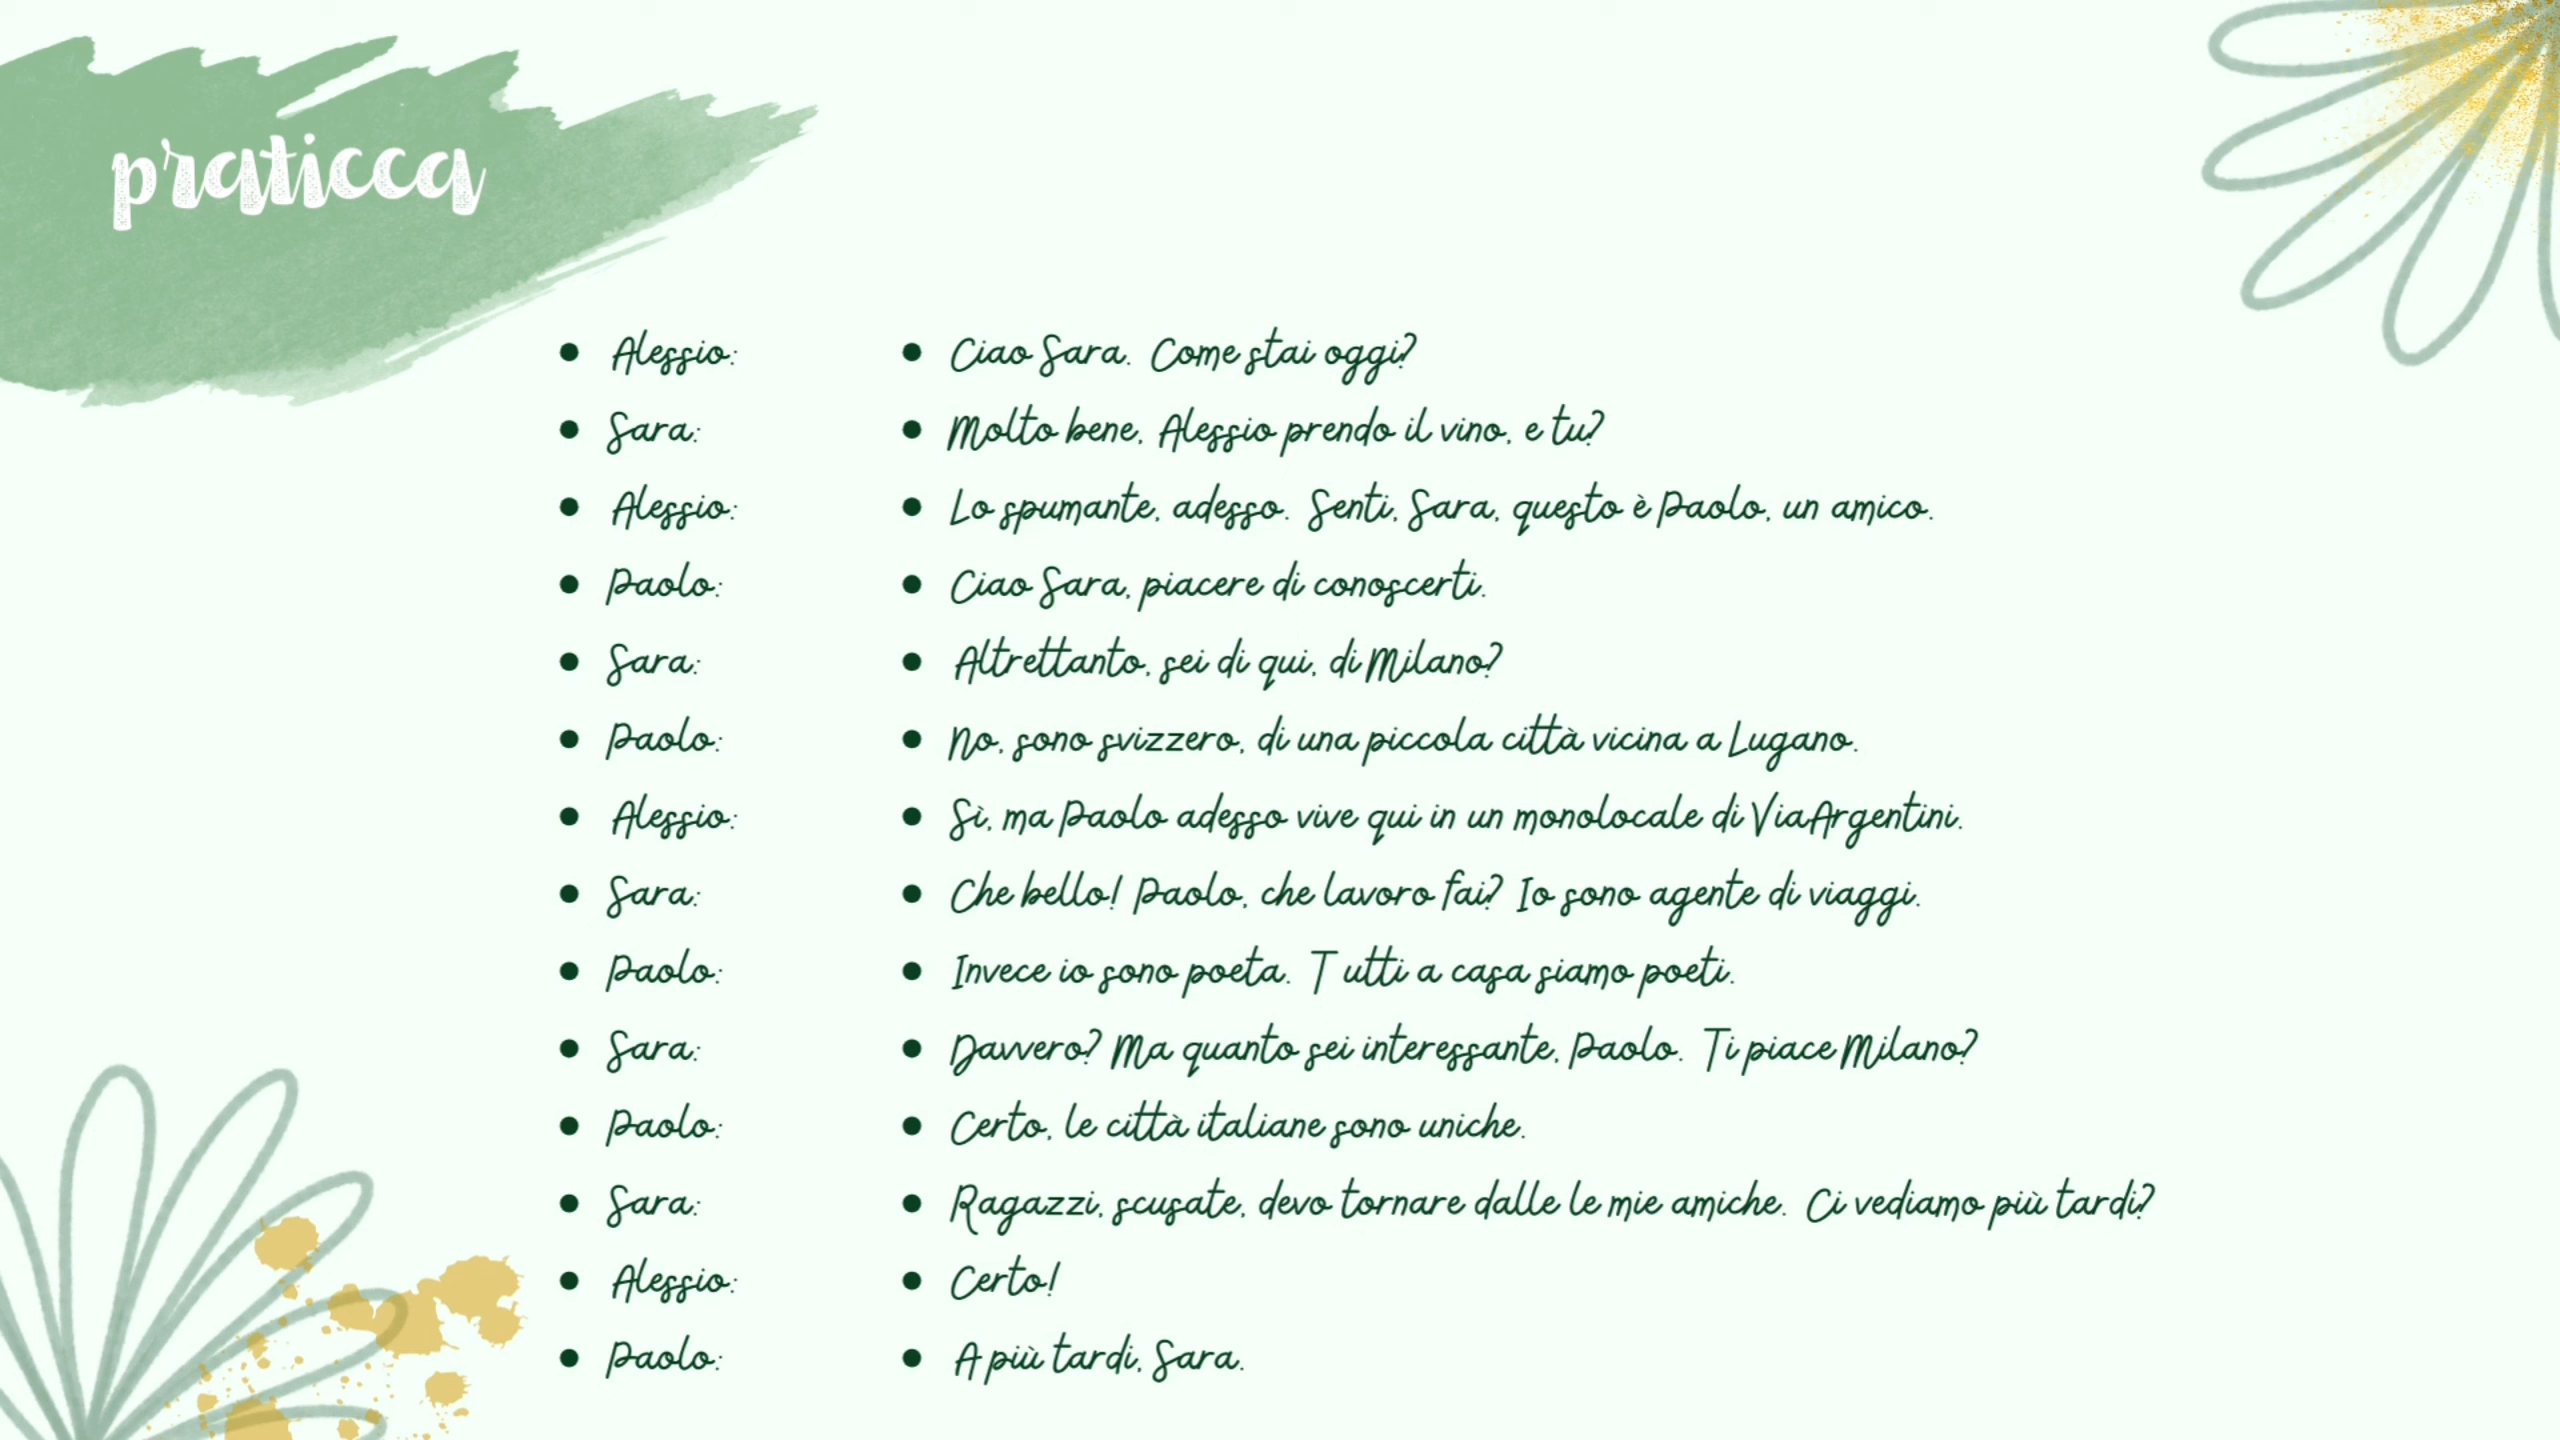 praticca
Alessio: Ciao Sara. Come stai oggi?
Sara: Molto bene, Alessio prendo il vino, e tu?
Alessio: Lo spumante, adesso. Senti, Sara, questo è Paolo, un amico.
Paolo: Ciao Sara, piacere di conoscerti.
Sara: Altrettanto, sei di qui, di Milano?
Paolo: No, sono svizzero, di una piccola città vicina a Lugano.
Alessio: Sì, ma Paolo adesso vive qui in un monolocale di ViaArgentini.
Sara: Che bello! Paolo, che lavoro fai? Io sono agente di viaggi.
Paolo: Invece io sono poeta. T utti a casa siamo poeti.
Sara: Davvero? Ma quanto sei interessante, Paolo. Ti piace Milano?
Paolo: Certo, le città italiane sono uniche.
Sara: Ragazzi, scusate, devo tornare dalle le mie amiche. Ci vediamo più tardi?
Alessio: Certo!
Paolo: A più tardi, Sara.